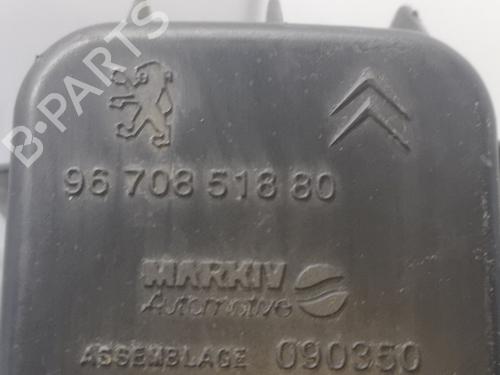 B-PARTS
96 708 518 80
MARKIV
Automotive
ASSEMBLAGE 090350